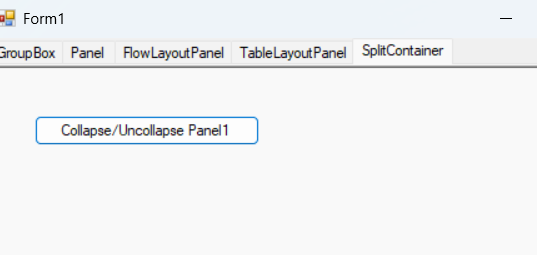 Form1
GroupBox Panel FlowLayoutPanel TableLayoutPanel SplitContainer
Collapse/Uncollapse Panel1